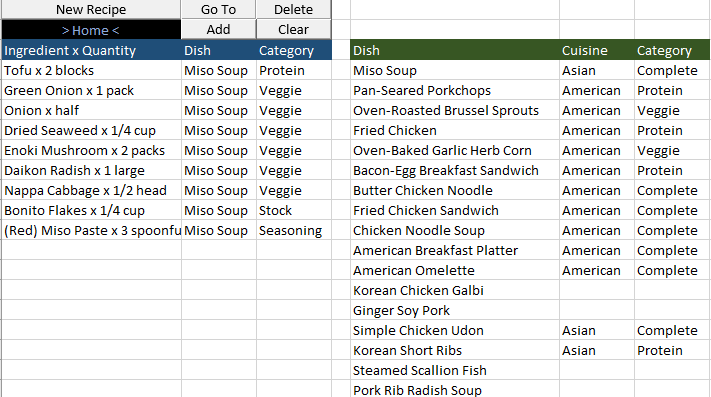 New Recipe Go To Delete
> Home < Add Clear
Ingredient x Quantity Dish Category
Tofu x 2 blocks Miso Soup Protein
Green Onion x 1 pack Miso Soup Veggie
Onion x half Miso Soup Veggie
Dried Seaweed x 1/4 cup Miso Soup Veggie
Enoki Mushroom x 2 packs Miso Soup Veggie
Daikon Radish x 1 large Miso Soup Veggie
Nappa Cabbage x 1/2 head Miso Soup Veggie
Bonito Flakes x 1/4 cup Miso Soup Stock
(Red) Miso Paste x 3 spoonfu Miso Soup Seasoning
Dish Cuisine Category
Miso Soup Asian Complete
Pan-Seared Porkchops American Protein
Oven-Roasted Brussel Sprouts American Veggie
Fried Chicken American Protein
Oven-Baked Garlic Herb Corn American Veggie
Bacon-Egg Breakfast Sandwich American Protein
Butter Chicken Noodle American Complete
Fried Chicken Sandwich American Complete
Chicken Noodle Soup American Complete
American Breakfast Platter American Complete
American Omelette American Complete
Korean Chicken Galbi
Ginger Soy Pork
Simple Chicken Udon Asian Complete
Korean Short Ribs Asian Protein
Steamed Scallion Fish
Pork Rib Radish Soup